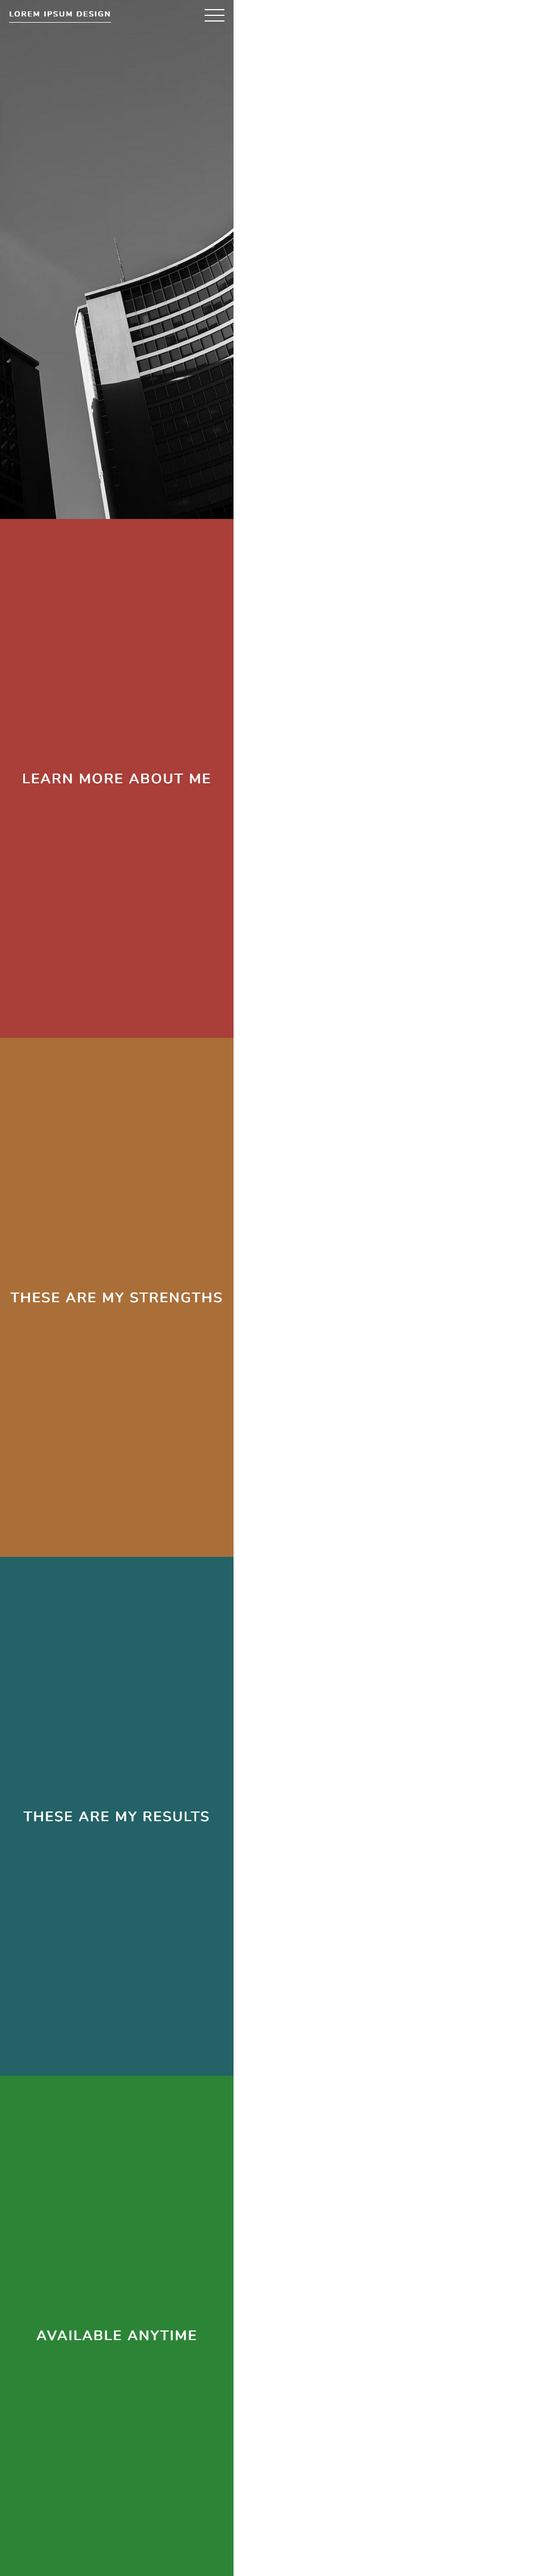 LOREM IPSUM DESIGN
LEARN MORE ABOUT ME
THESE ARE MY STRENGTHS
THESE ARE MY RESULTS
AVAILABLE ANYTIME